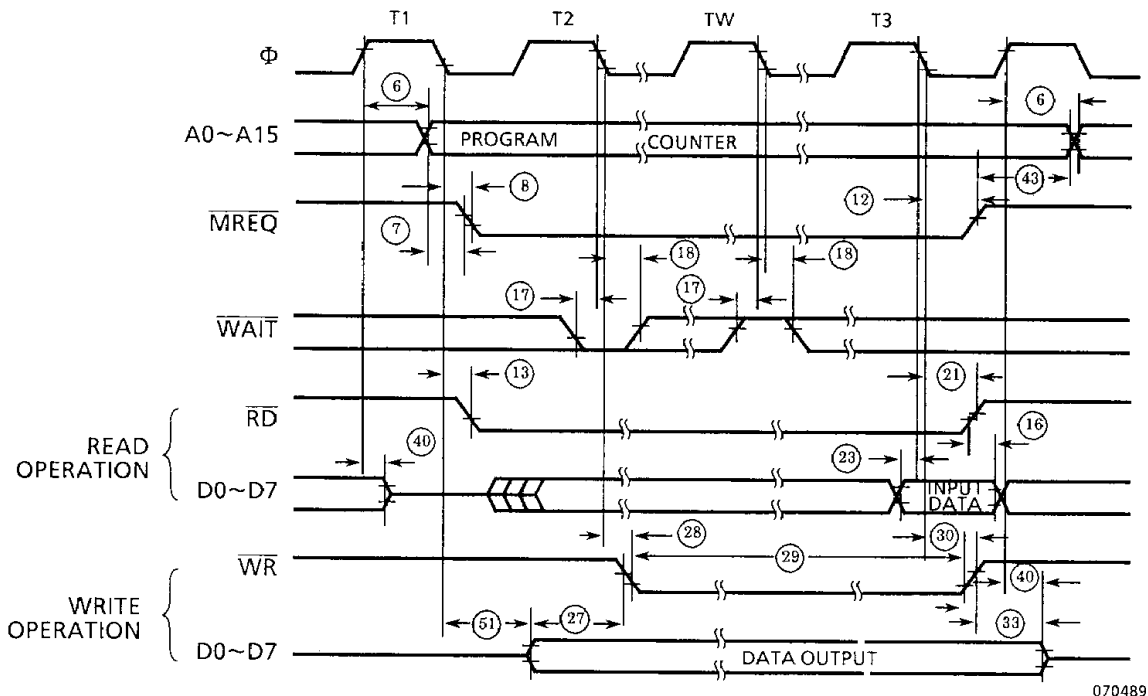 T1 T2 TW T3
Φ
6 6
A0~A15 PROGRAM COUNTER
8 12 43
MREQ
7
18 18
17 17
WAIT
13 21
RD
READ OPERATION
40 23 16
D0~D7 INPUT DATA
28 29 30
WR
40
WRITE OPERATION
51 27 33
D0~D7 DATA OUTPUT
070489